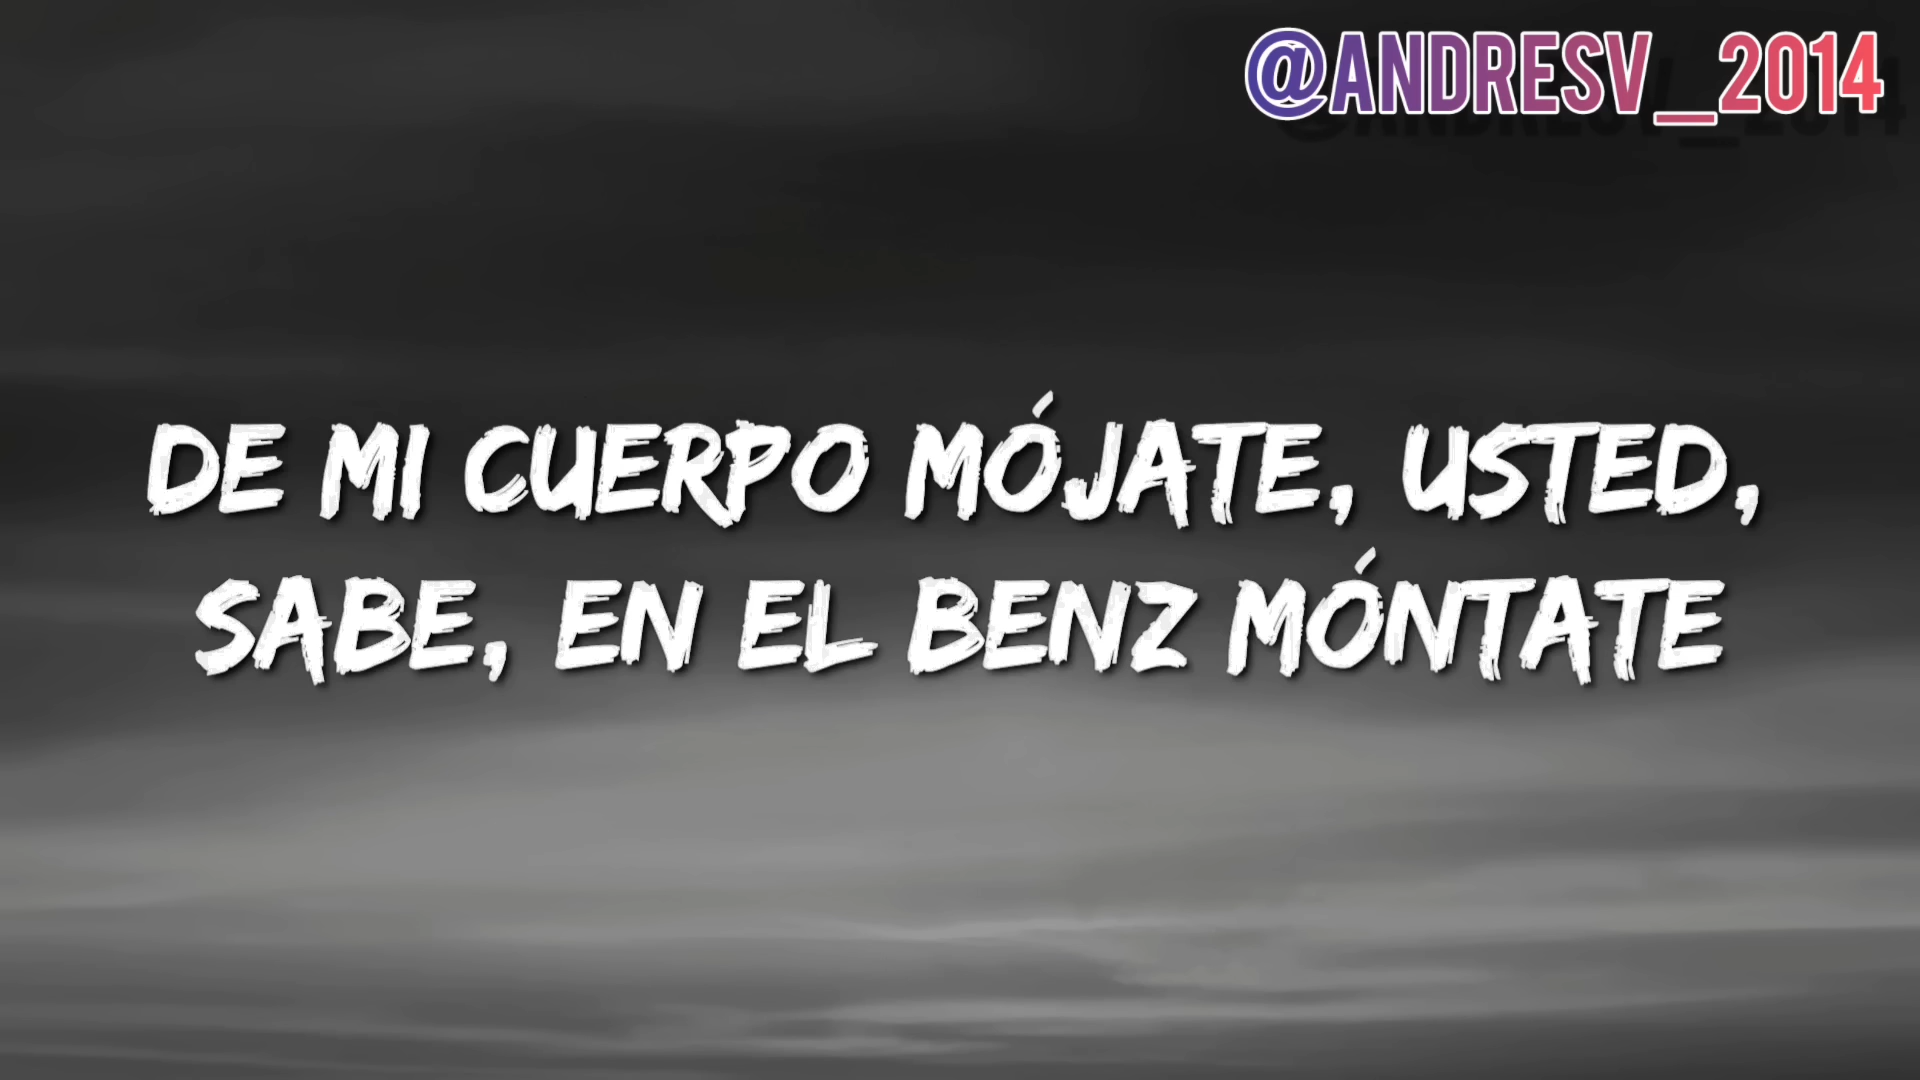 @ANDRESV_2014
DE MI CUERPO MÓJATE, USTED,
SABE, EN EL BENZ MÓNTATE